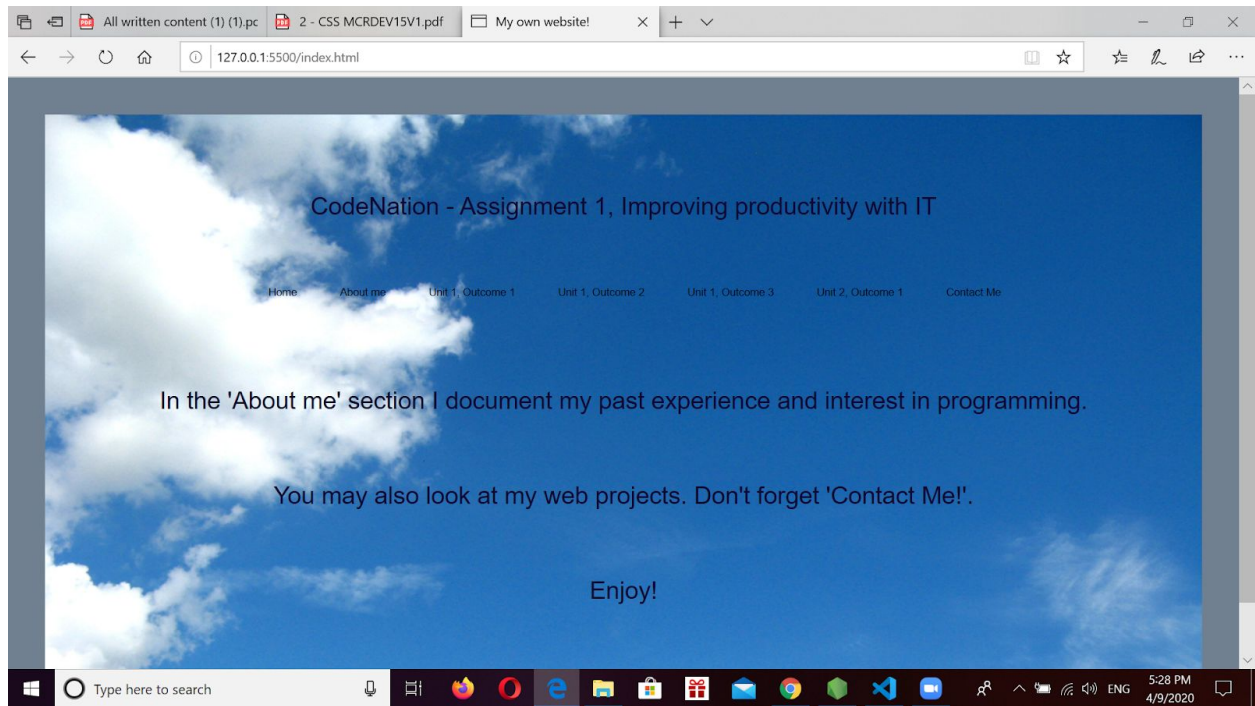 All written content (1) (1).pc
2 - CSS MCRDEV15V1.pdf
My own website!
127.0.0.1:5500/index.html
CodeNation - Assignment 1, Improving productivity with IT
Home About me Unit 1, Outcome 1 Unit 1, Outcome 2 Unit 1, Outcome 3 Unit 2, Outcome 1 Contact Me
In the 'About me' section I document my past experience and interest in programming.
You may also look at my web projects. Don't forget 'Contact Me!'.
Enjoy!
Type here to search
ENG
5:28 PM
4/9/2020